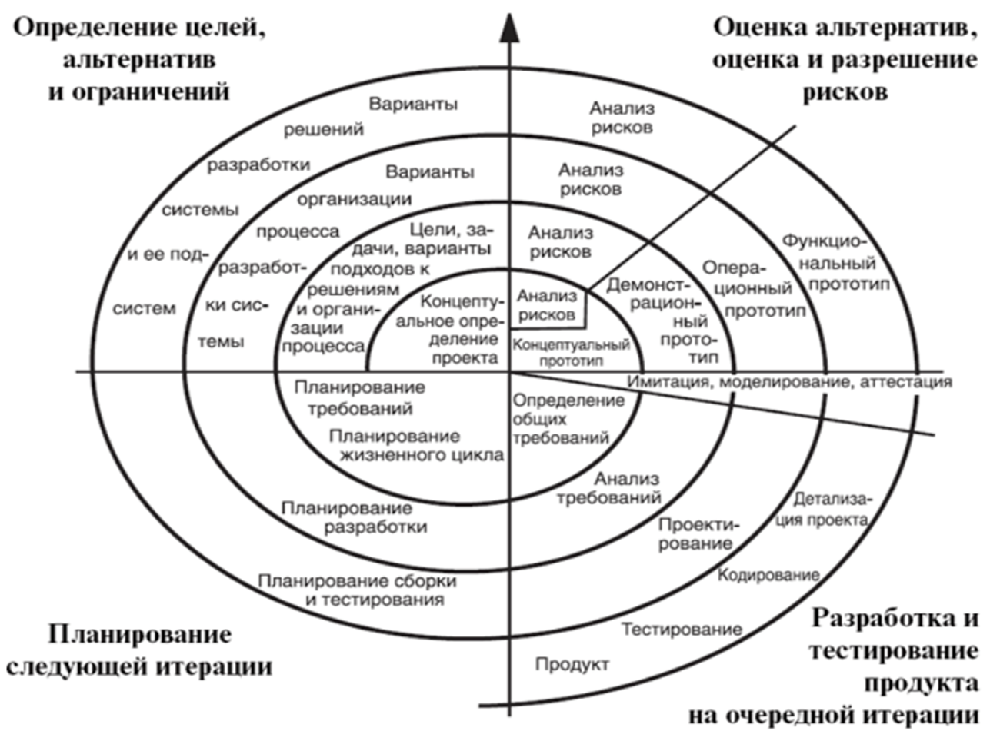 Определение целей,
альтернатив
и ограничений
Оценка альтернатив,
оценка и разрешение
рисков
Варианты
решений
разработки
системы
и ее под-
систем
Варианты
организации
процесса
разработ-
ки сис-
темы
Цели, за-
дачи, варианты
подходов к
решениям
и органи-
зации
процесса
Концепту-
альное опре-
деление
проекта
Анализ
рисков
Анализ
рисков
Анализ
рисков
Анализ
рисков
Концептуальный
прототип
Демонст-
рацион-
ный
прото-
тип
Опера-
ционный
прототип
Функцио-
нальный
прототип
Имитация, моделирование, аттестация
Планирование
требований
Планирование
жизненного цикла
Определение
общих
требований
Анализ
требований
Планирование
разработки
Проекти-
рование
Детализа-
ция проекта
Планирование сборки
и тестирования
Кодирование
Тестирование
Продукт
Планирование
следующей итерации
Разработка и
тестирование
продукта
на очередной итерации